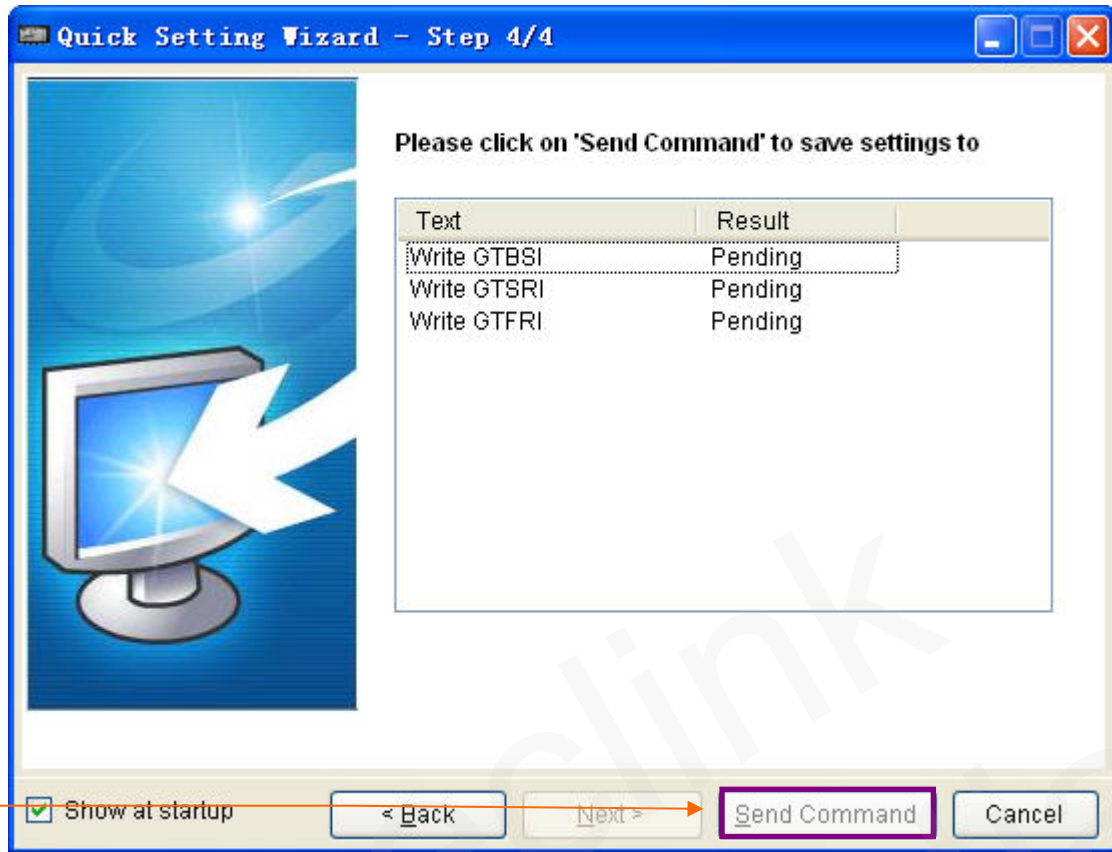 Quick Setting Wizard - Step 4/4
Please click on 'Send Command' to save settings to
Text Result
Write GTBSI Pending
Write GTSRI Pending
Write GTFRI Pending
Show at startup < Back Next > Send Command Cancel